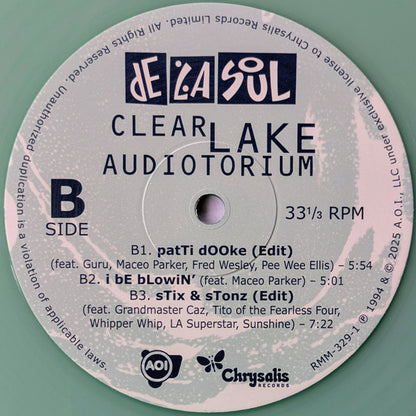 dE LA SOUL
CLEAR LAKE
AUDIOTORIUM
B
SIDE
33⅓ RPM
B1. patTi dOOke (Edit)
(feat. Guru, Maceo Parker, Fred Wesley, Pee Wee Ellis) – 5:54
B2. i bE bLowiN' (feat. Maceo Parker) – 5:01
B3. sTix & sTonz (Edit)
(feat. Grandmaster Caz, Tito of the Fearless Four,
Whipper Whip, LA Superstar, Sunshine) – 7:22
AOI
Chrysalis
RECORDS
RMM-329-1 ℗ 1994 & © 2025 A.O.I., LLC under exclusive license to Chrysalis Records Limited. All Rights Reserved. Unauthorized duplication is a violation of applicable laws.